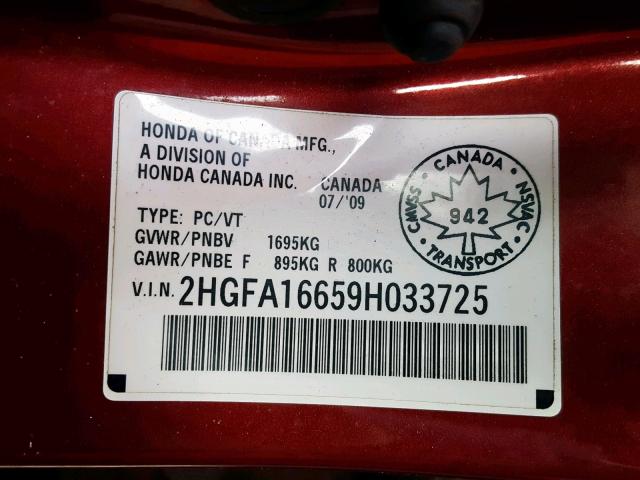 HONDA OF CANADA MFG.,
A DIVISION OF
HONDA CANADA INC. CANADA
07/'09
TYPE: PC/VT
GVWR/PNBV 1695KG
GAWR/PNBE F 895KG R 800KG
V.I.N. 2HGFA16659H033725
CANADA
CMVSS 942 NSVAC
TRANSPORT